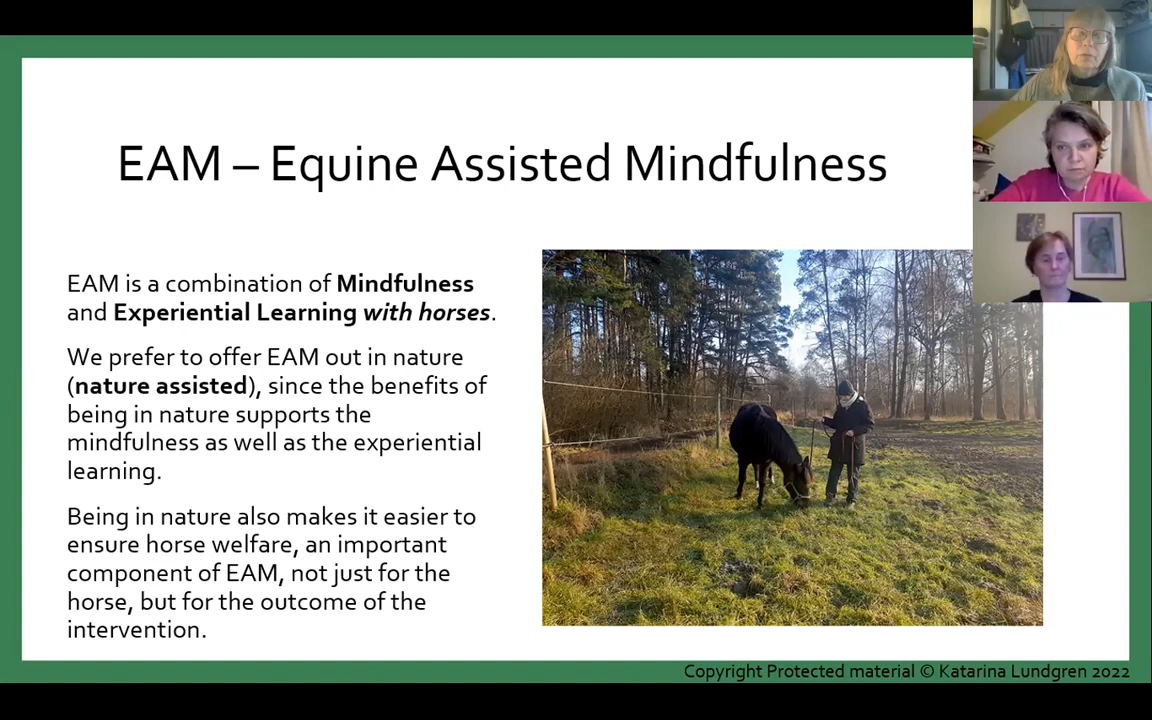 EAM – Equine Assisted Mindfulness
EAM is a combination of Mindfulness
and Experiential Learning with horses.
We prefer to offer EAM out in nature
(nature assisted), since the benefits of
being in nature supports the
mindfulness as well as the experiential
learning.
Being in nature also makes it easier to
ensure horse welfare, an important
component of EAM, not just for the
horse, but for the outcome of the
intervention.
Copyright Protected material © Katarina Lundgren 2022